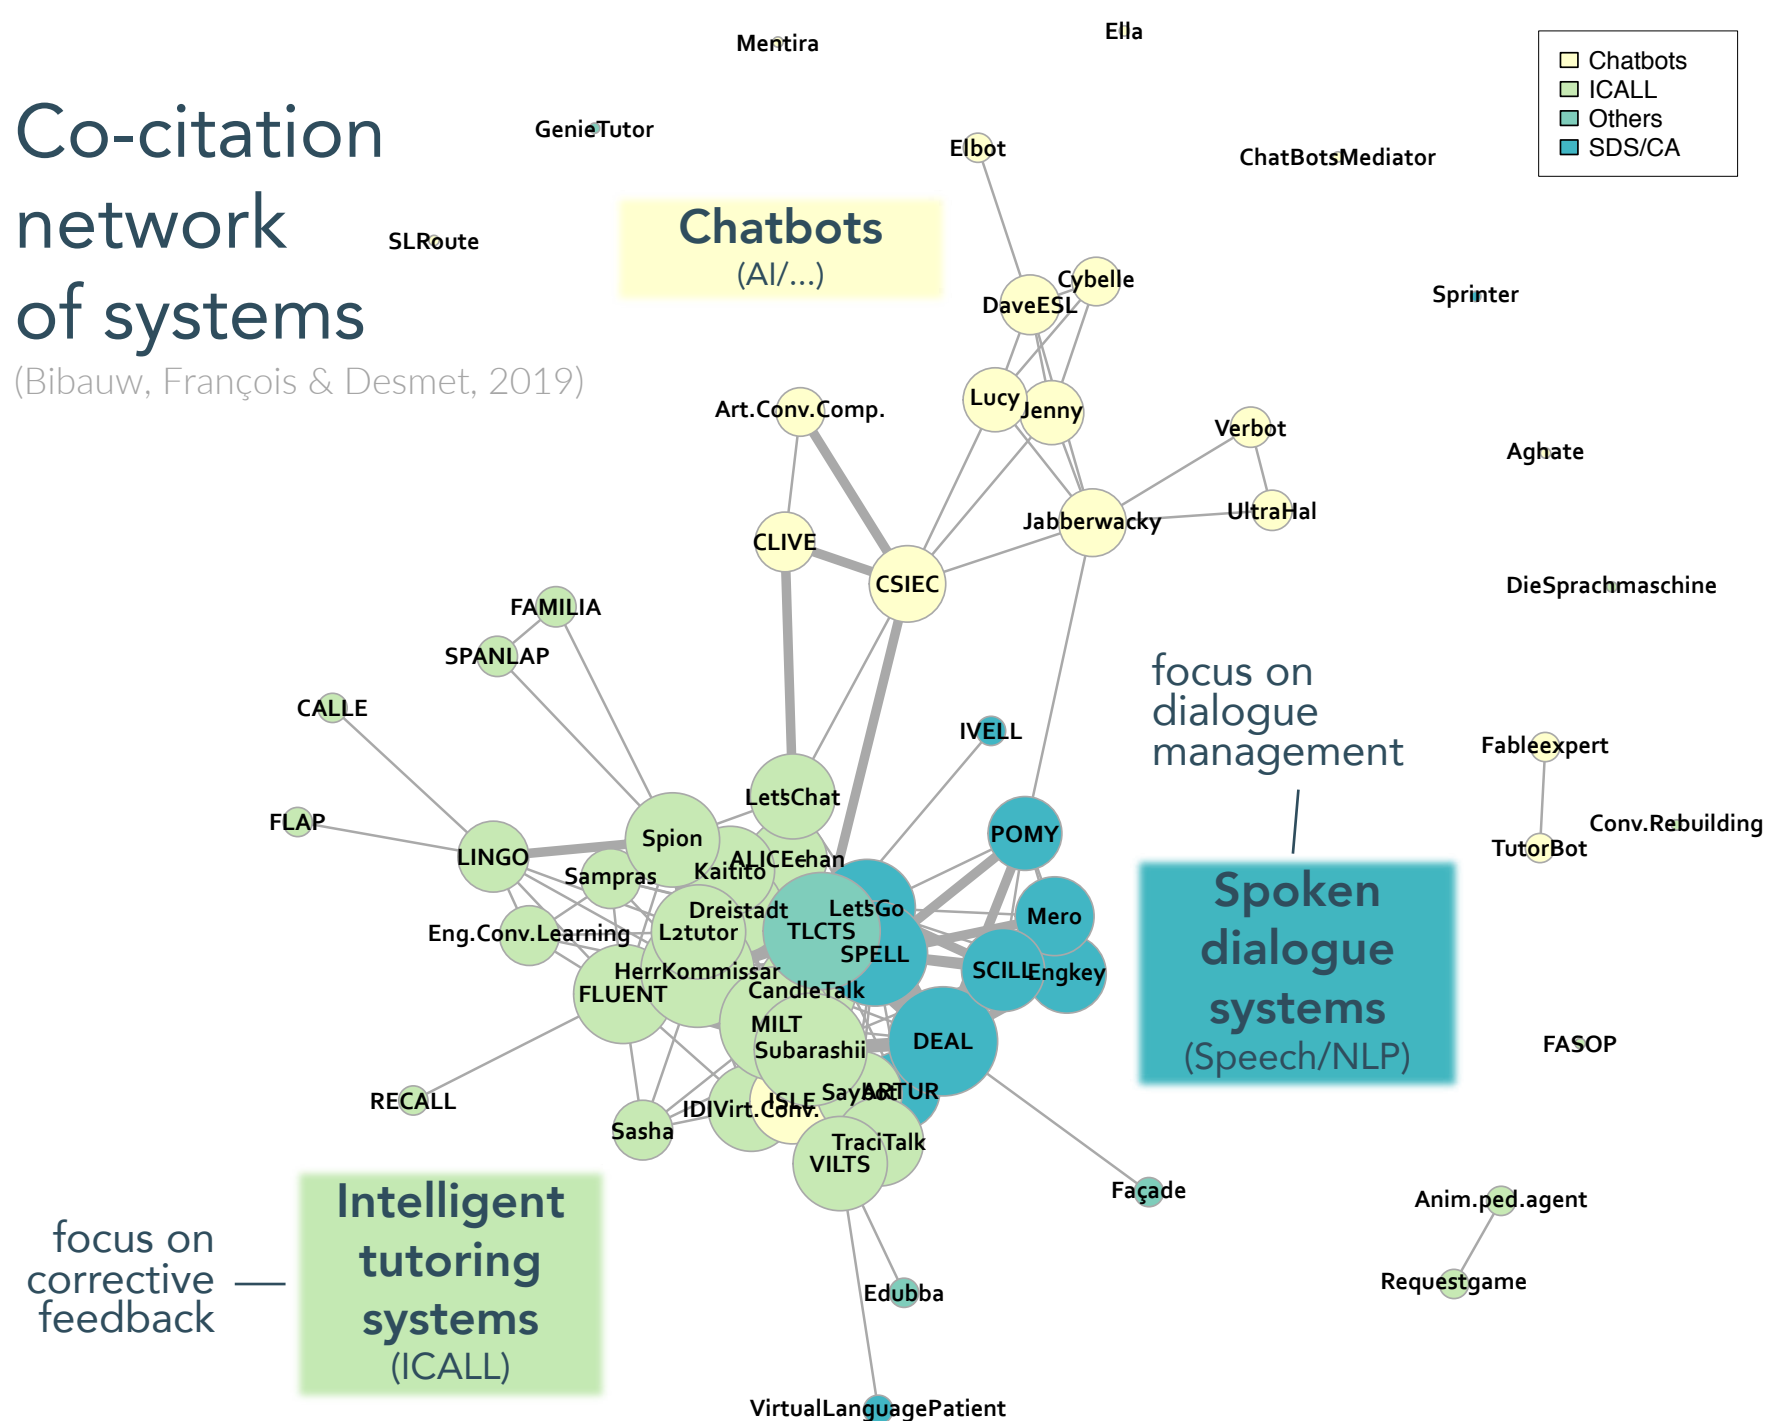 Co-citation
network
of systems
(Bibauw, François & Desmet, 2019)
Chatbots
ICALL
Others
SDS/CA
Mentira
Ella
GenieTutor
Elbot
ChatBotsMediator
Chatbots
(AI/...)
SLRoute
Cybelle
DaveESL
Sprinter
Lucy
Jenny
Art.Conv.Comp.
Verbot
Aghate
UltraHal
Jabberwacky
CLIVE
CSIEC
DieSprachmaschine
FAMILIA
SPANLAP
focus on
dialogue
management
CALLE
IVELL
Fableexpert
LetsChat
FLAP
Conv.Rebuilding
POMY
Spion
TutorBot
LINGO
ALICEchan
Kaitito
Sampras
Spoken
dialogue
systems
(Speech/NLP)
Dreistadt
LetsGo
Mero
Eng.Conv.Learning
L2tutor
TLCTS
SPELL
HerrKommissar
SCILL
Engkey
FLUENT
CandleTalk
MILT
Subarashii
DEAL
FASOP
RECALL
IDIVirt.Conv.
ISLE
Saybot
ARTUR
Sasha
TraciTalk
VILTS
Façade
Anim.ped.agent
Intelligent
tutoring
systems
(ICALL)
focus on
corrective
feedback
Edubba
Requestgame
VirtualLanguagePatient